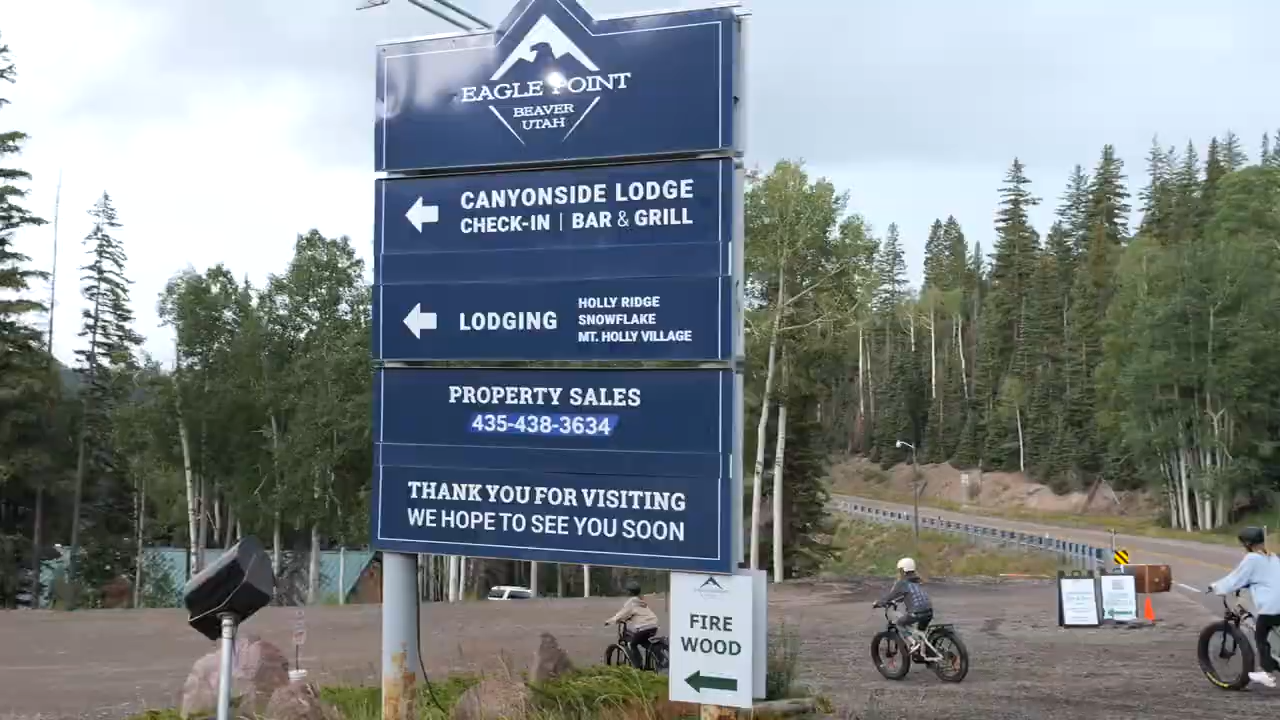 EAGLE POINT
BEAVER
UTAH
CANYONSIDE LODGE
CHECK-IN | BAR & GRILL
LODGING
HOLLY RIDGE
SNOWFLAKE
MT. HOLLY VILLAGE
PROPERTY SALES
435-438-3634
THANK YOU FOR VISITING
WE HOPE TO SEE YOU SOON
FIRE
WOOD